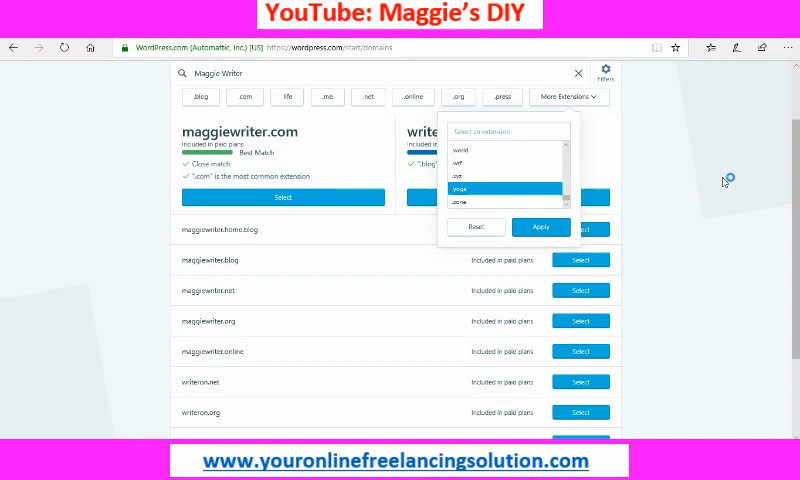 YouTube: Maggie's DIY
WordPress.com (Automattic, Inc.) [US] https://wordpress.com/start/domains
Maggie Writer
Filters
.blog .com .life .me .net .online .org .press More Extensions
Select an extension
.world
.wtf
.xyz
.yoga
.zone
Reset Apply
maggiewriter.com
Included in paid plans
Best Match
Close match
".com" is the most common extension
Select
write
Included in
".blog"
maggiewriter.home.blog Select
maggiewriter.blog Included in paid plans Select
maggiewriter.net Included in paid plans Select
maggiewriter.org Included in paid plans Select
maggiewriter.online Included in paid plans Select
writeron.net Included in paid plans Select
writeron.org Included in paid plans Select
www.youronlinefreelancingsolution.com